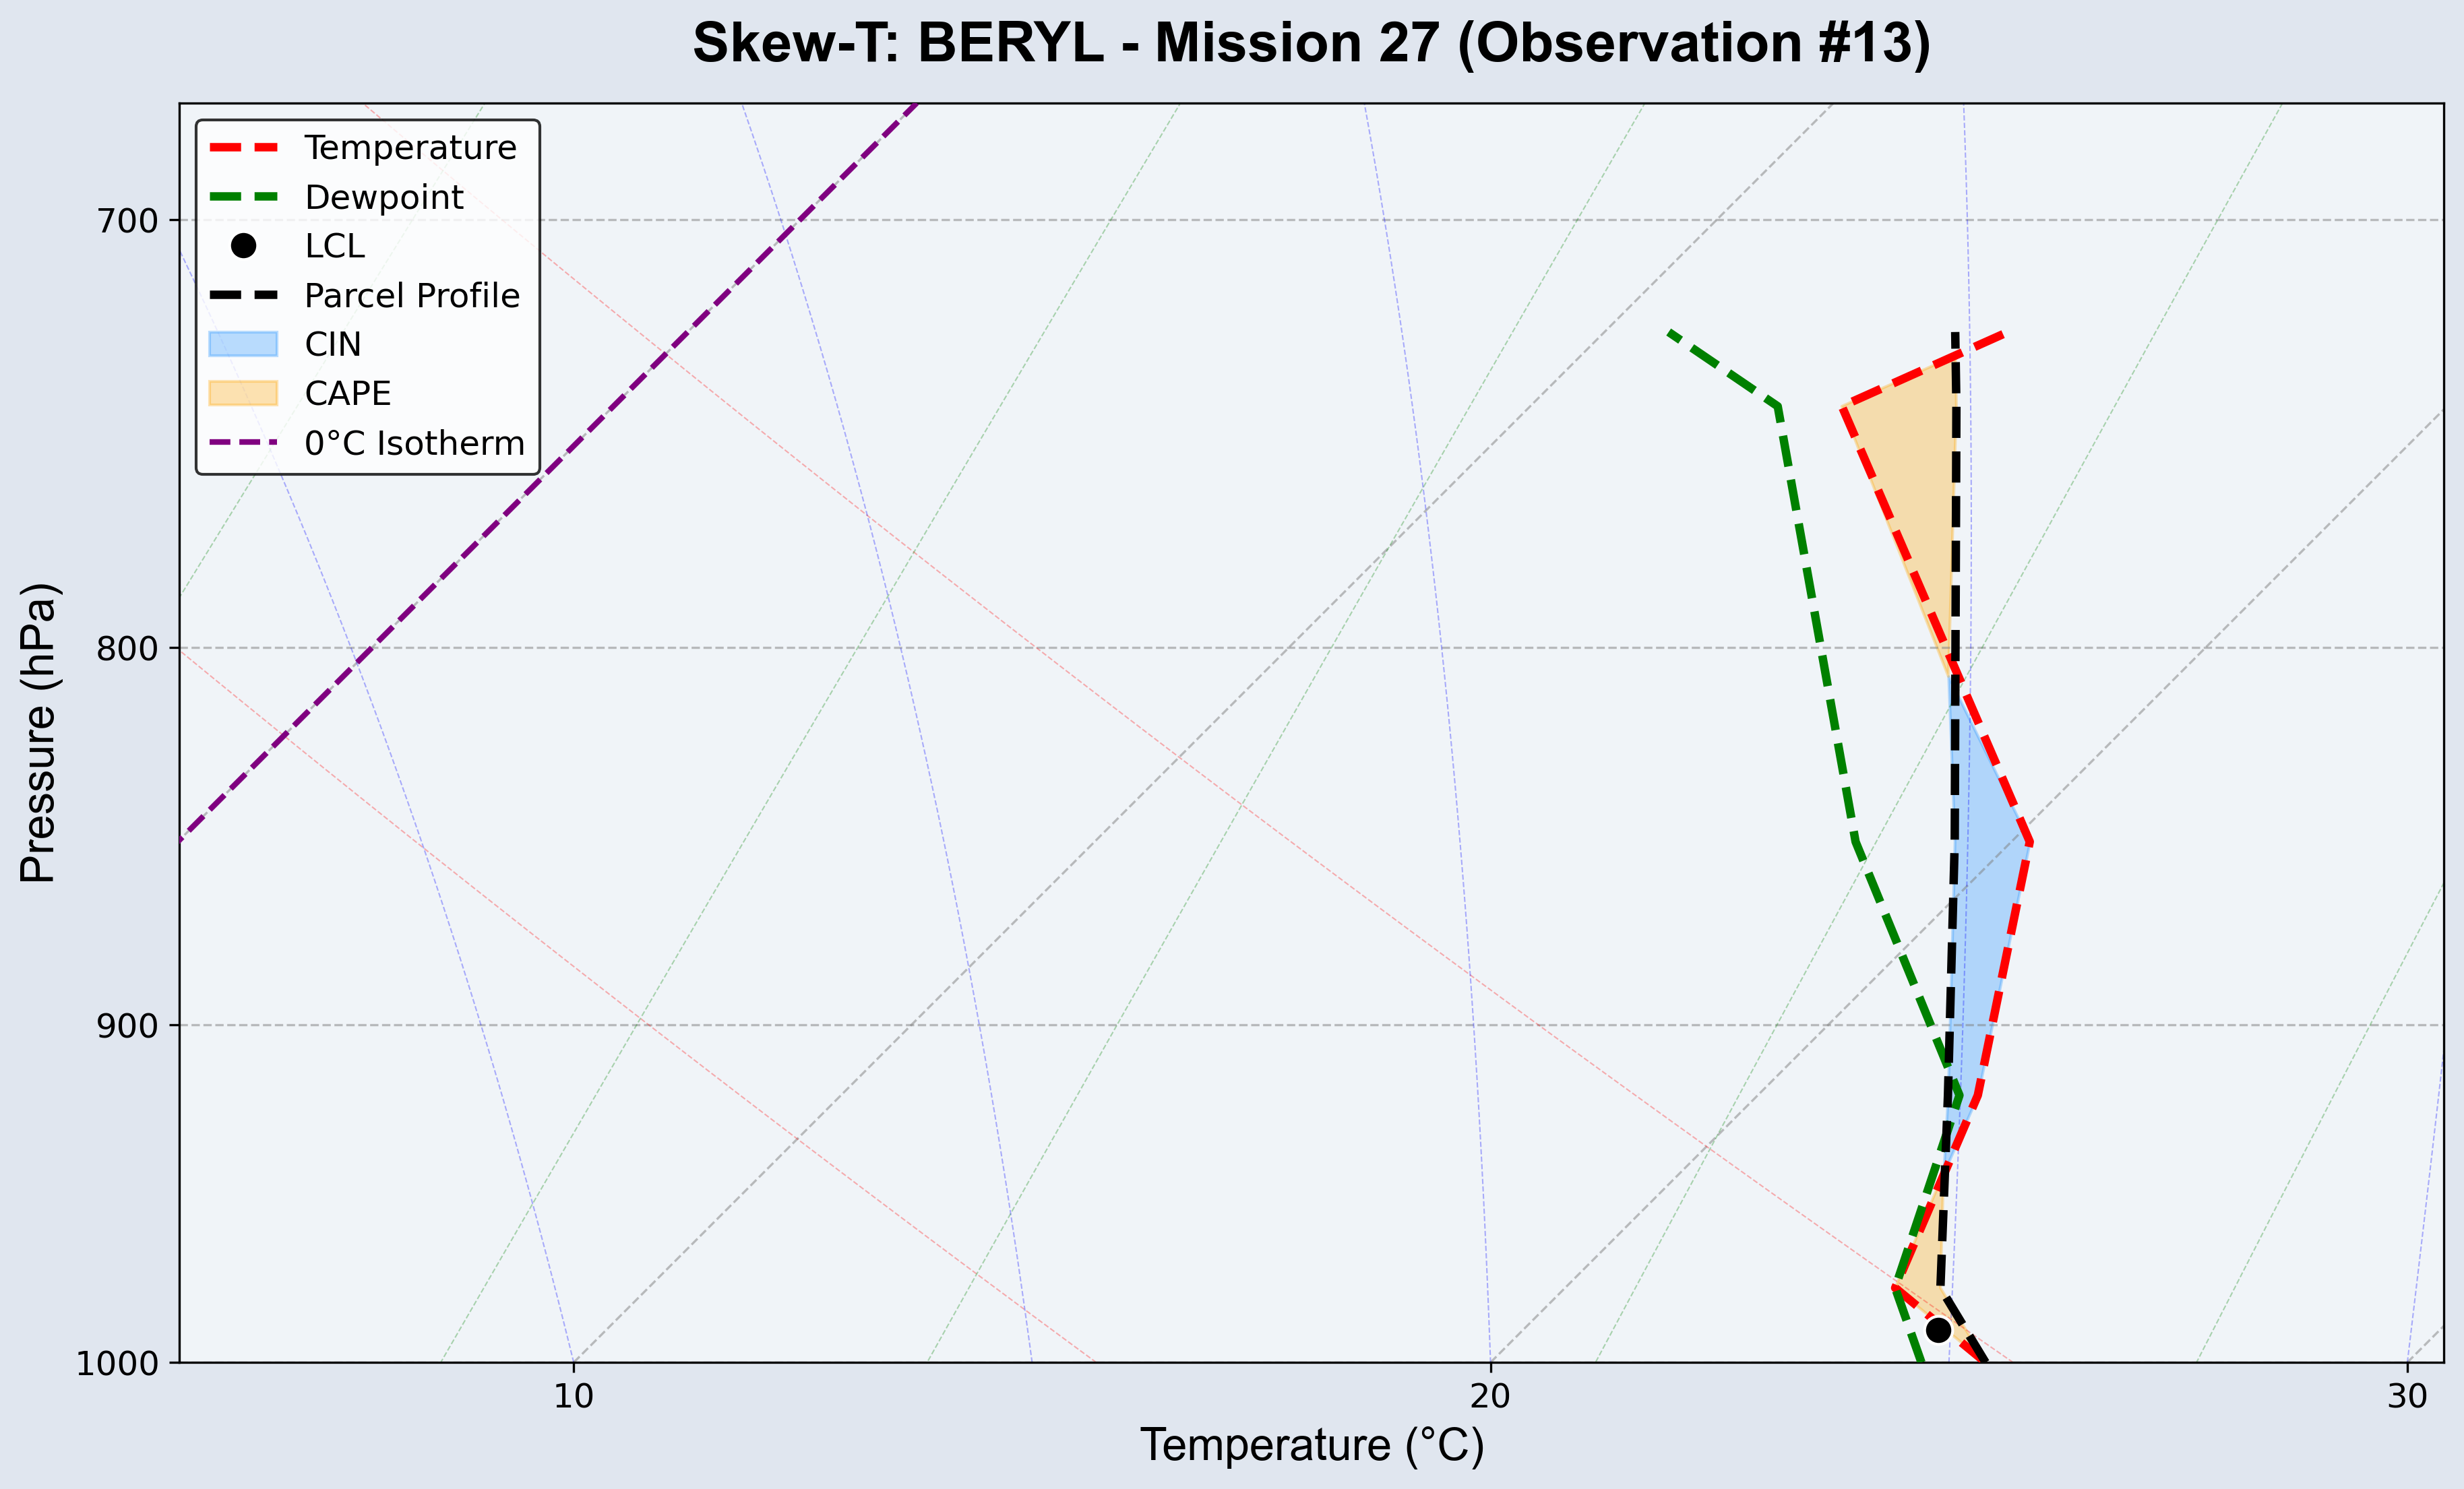 Skew-T: BERYL - Mission 27 (Observation #13)
Temperature
Dewpoint
LCL
Parcel Profile
CIN
CAPE
0°C Isotherm
Pressure (hPa)
700
800
900
1000
10
20
30
Temperature (°C)